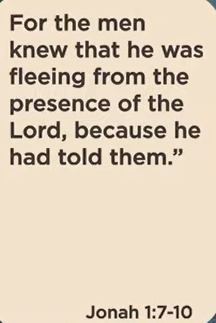 For the men
knew that he was
fleeing from the
presence of the
Lord, because he
had told them.”
Jonah 1:7-10